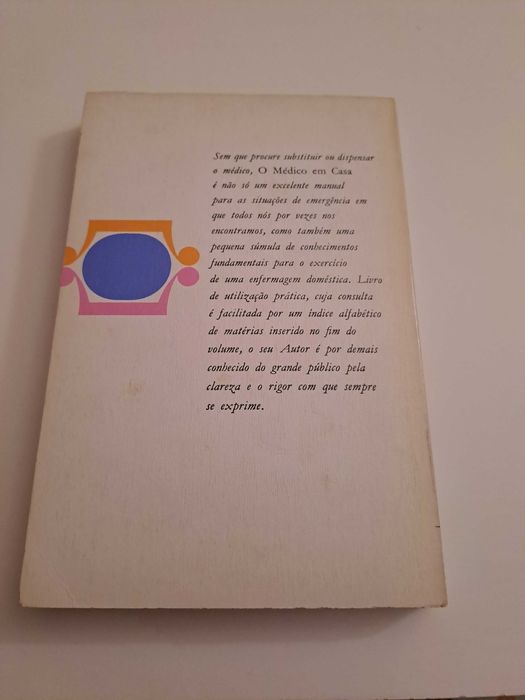 Sem que procure substituir ou dispensar
o médico, O Médico em Casa
é não só um excelente manual
para as situações de emergência em
que todos nós por vezes nos
encontramos, como também uma
pequena súmula de conhecimentos
fundamentais para o exercício
de uma enfermagem doméstica. Livro
de utilização prática, cuja consulta
é facilitada por um índice alfabético
de matérias inserido no fim do
volume, o seu Autor é por demais
conhecido do grande público pela
clareza e o rigor com que sempre
se exprime.